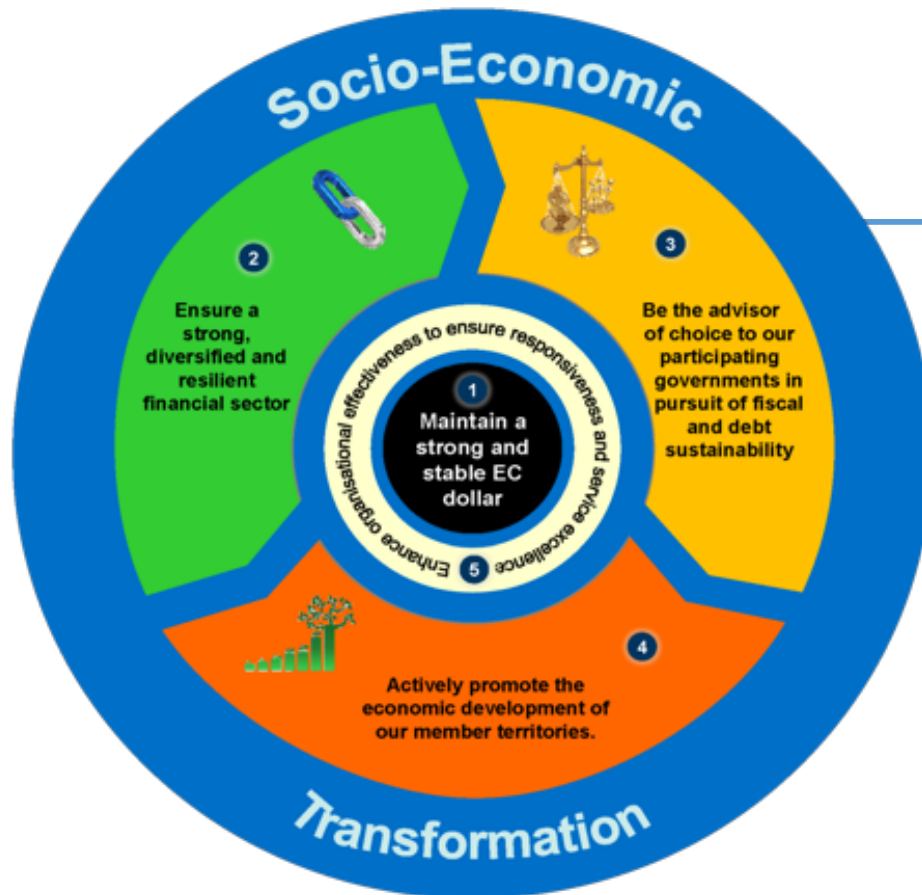 Socio-Economic
2
Ensure a
strong,
diversified and
resilient
financial sector
3
Be the advisor
of choice to our
participating
governments in
pursuit of fiscal
and debt
sustainability
1
Maintain a
strong and
stable EC
dollar
Enhance organisational effectiveness to ensure responsiveness and service excellence
5
4
Actively promote the
economic development of
our member territories.
Transformation